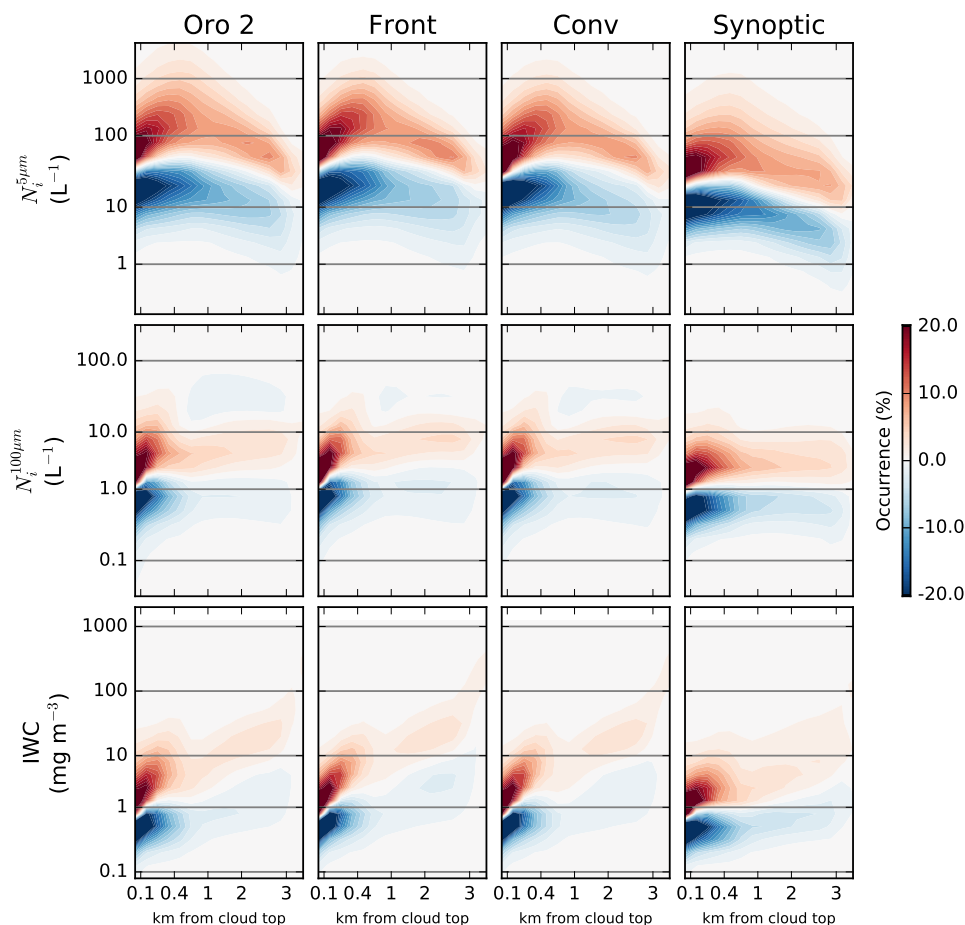 Oro 2 Front Conv Synoptic
1000
100
10
1
N_i^{5μm}
(L^{-1})
100.0
10.0
1.0
0.1
N_i^{100μm}
(L^{-1})
20.0
10.0
0.0
-10.0
-20.0
Occurrence (%)
1000
100
10
1
0.1
IWC
(mg m^{-3})
0.1 0.4 1 2 3 0.1 0.4 1 2 3 0.1 0.4 1 2 3 0.1 0.4 1 2 3
km from cloud top km from cloud top km from cloud top km from cloud top